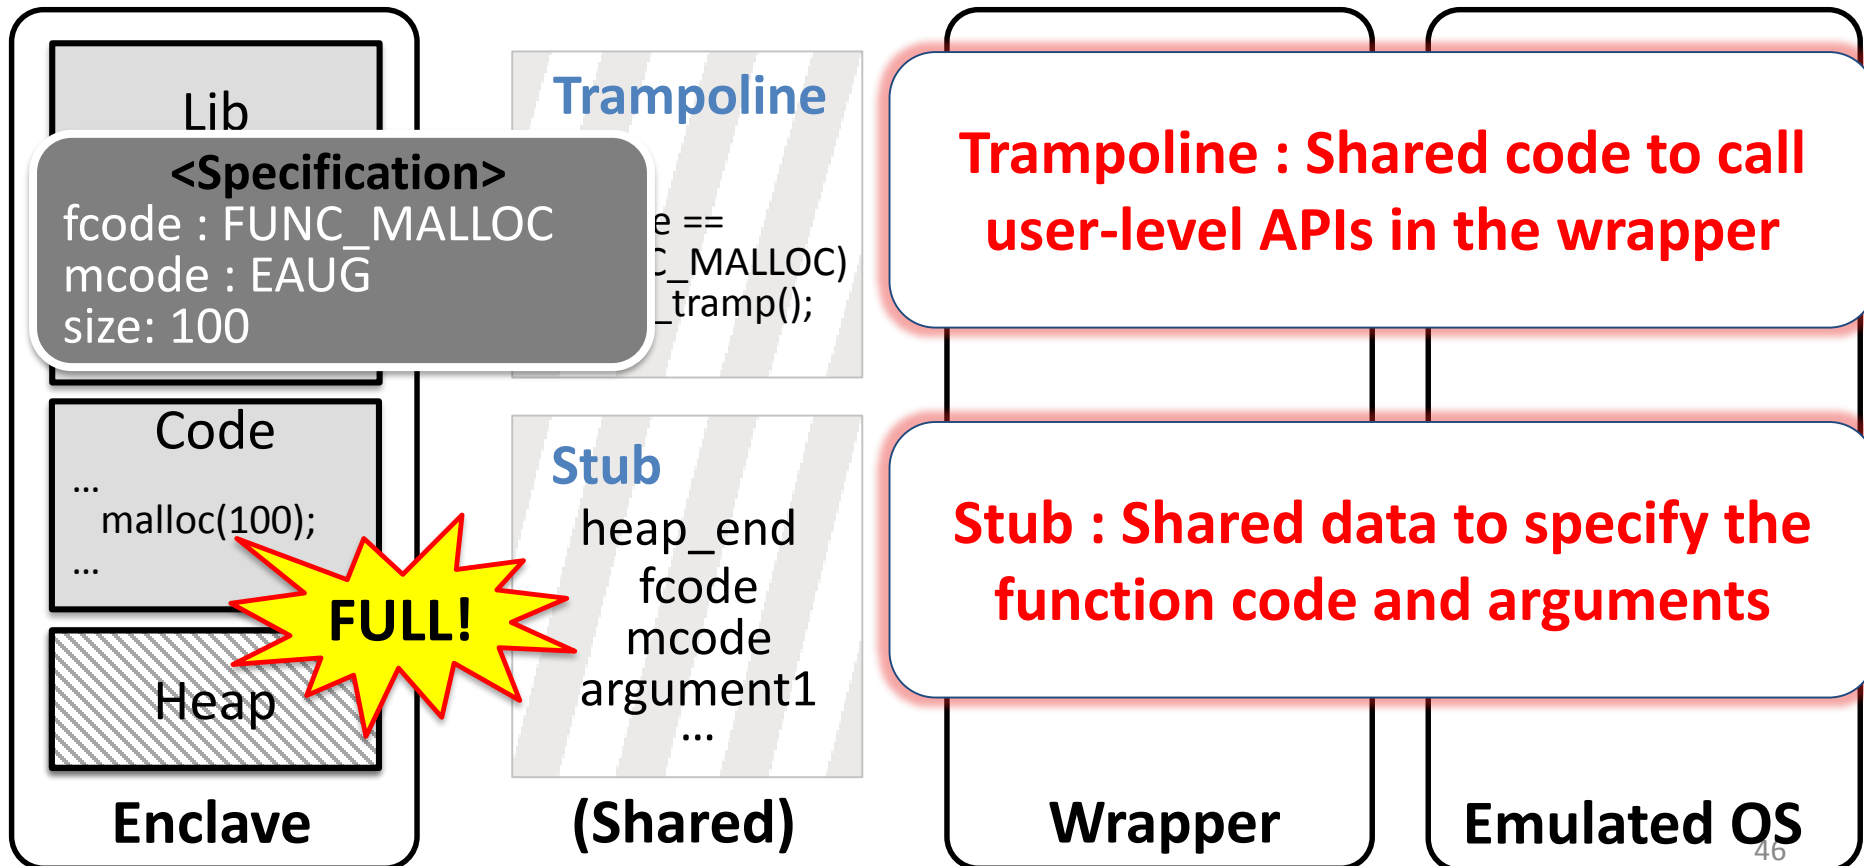 Lib
<Specification>
fcode : FUNC_MALLOC
mcode : EAUG
size: 100
Code
...
malloc(100);
...
FULL!
Heap
Enclave
Trampoline
e ==
C_MALLOC)
_tramp();
Stub
heap_end
fcode
mcode
argument1
...
(Shared)
Trampoline : Shared code to call
user-level APIs in the wrapper
Stub : Shared data to specify the
function code and arguments
Wrapper
Emulated OS
46